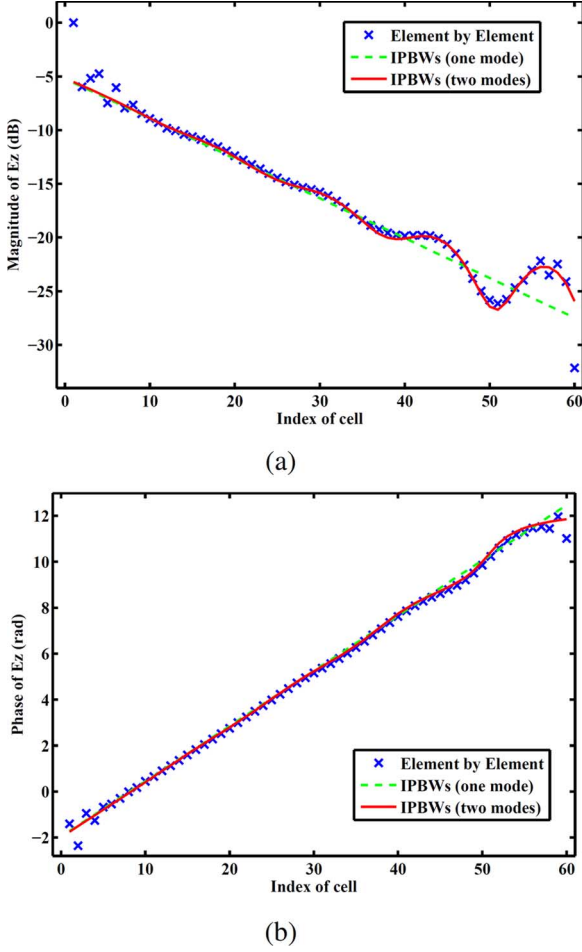 0
−5
−10
−15
−20
−25
−30
Magnitude of Ez (dB)
Element by Element
IPBWs (one mode)
IPBWs (two modes)
0 10 20 30 40 50 60
Index of cell
(a)
12
10
8
6
4
2
0
−2
Phase of Ez (rad)
Element by Element
IPBWs (one mode)
IPBWs (two modes)
0 10 20 30 40 50 60
Index of cell
(b)